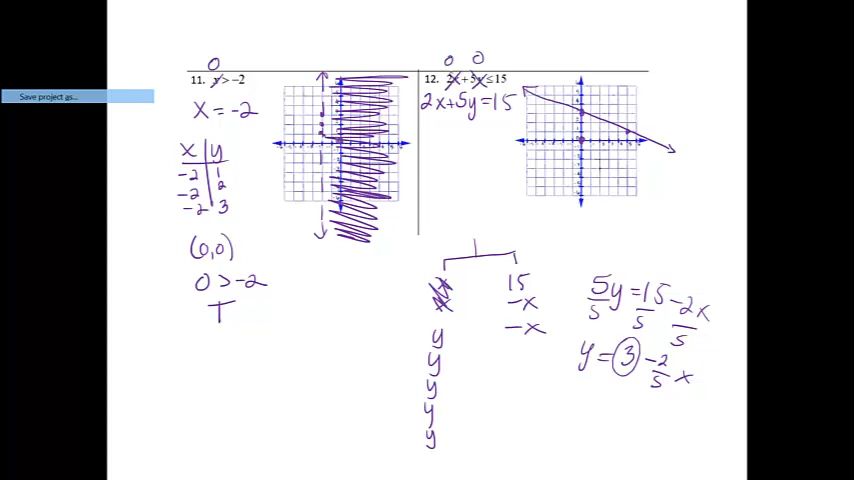 Save project as...
0
11. x > -2
x = -2
x y
-2 1
-2 2
-2 3
(0,0)
0 > -2
T
0 0
12. 2x + 5y ≤ 15
2x+5y=15
15
-x
-x
y
y
y
y
y
5y = 15 - 2x
5 5 5
y = 3 - 2/5 x